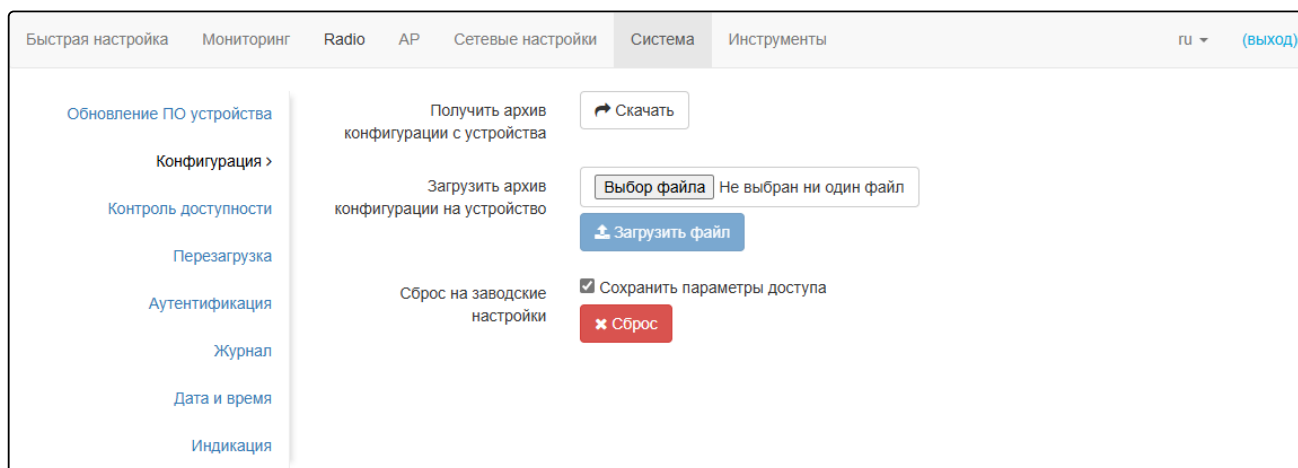 Быстрая настройка Мониторинг Radio AP Сетевые настройки Система Инструменты ru (выход)
Обновление ПО устройства
Конфигурация >
Контроль доступности
Перезагрузка
Аутентификация
Журнал
Дата и время
Индикация
Получить архив
конфигурации с устройства
Скачать
Загрузить архив
конфигурации на устройство
Выбор файла Не выбран ни один файл
Загрузить файл
Сброс на заводские
настройки
Сохранить параметры доступа
Сброс